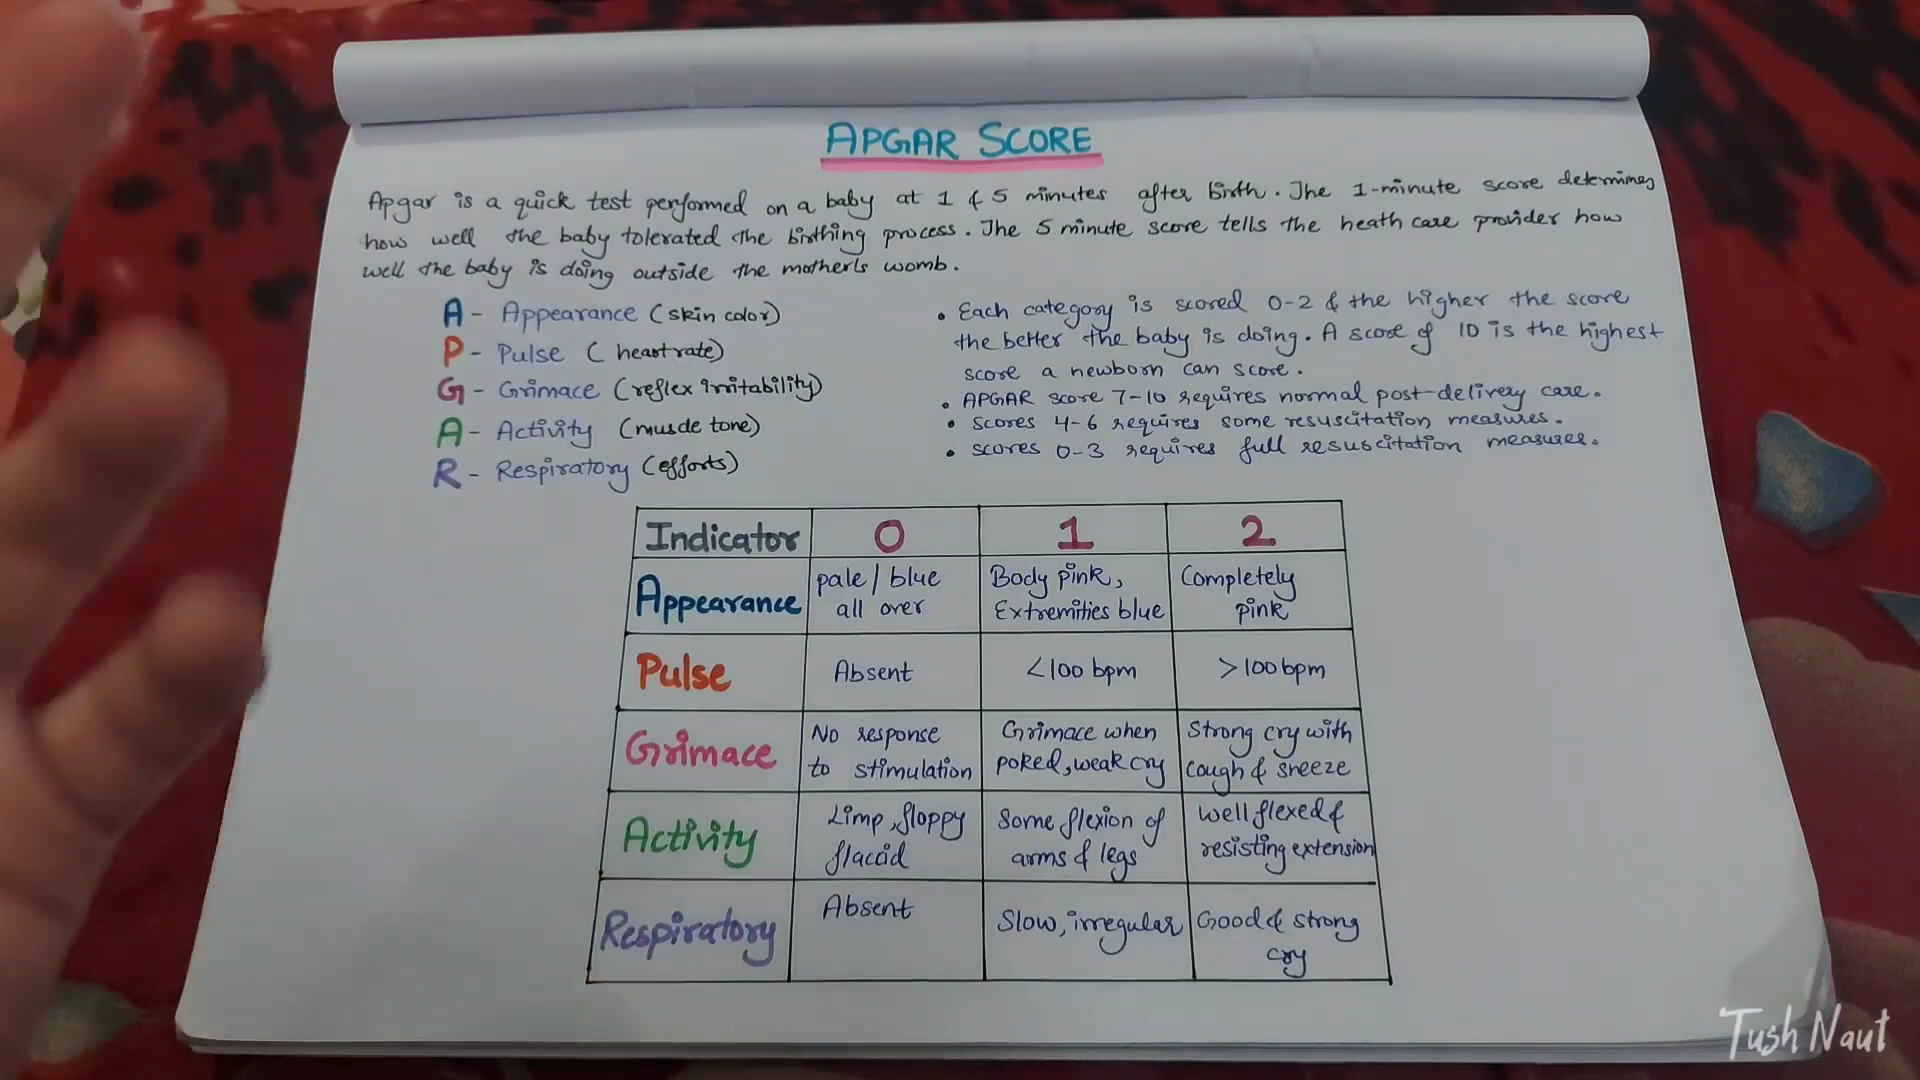 APGAR SCORE
Apgar is a quick test performed on a baby at 1 & 5 minutes after birth. The 1-minute score determines
how well the baby tolerated the birthing process. The 5 minute score tells the heath care provider how
well the baby is doing outside the mother's womb.
A - Appearance (skin color)
P - Pulse (heart rate)
G - Grimace (reflex irritability)
A - Activity (muscle tone)
R - Respiratory (efforts)
• Each category is scored 0-2 & the higher the score
the better the baby is doing. A score of 10 is the highest
score a newborn can score.
• APGAR score 7-10 requires normal post-delivery care.
• scores 4-6 requires some resuscitation measures.
• scores 0-3 requires full resuscitation measures.
Indicator 0 1 2
Appearance pale/blue all over Body pink, Extremities blue Completely pink
Pulse Absent <100 bpm >100 bpm
Grimace No response to stimulation Grimace when poked, weak cry Strong cry with cough & sneeze
Activity Limp, floppy flacid Some flexion of arms & legs well flexed & resisting extension
Respiratory Absent Slow, irregular Good & strong cry
Tush Naut